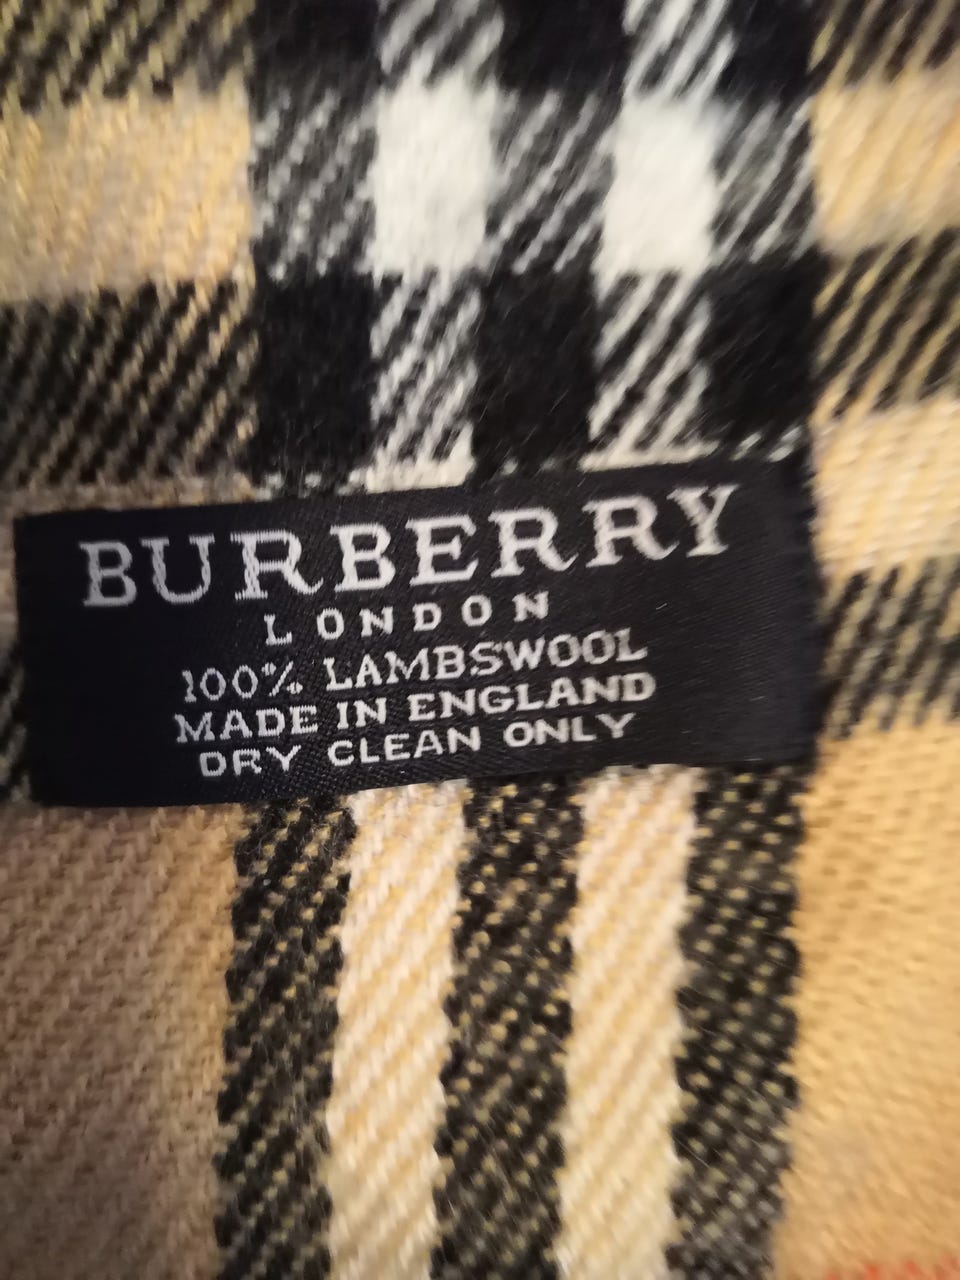 BURBERRY
LONDON
100% LAMBSWOOL
MADE IN ENGLAND
DRY CLEAN ONLY